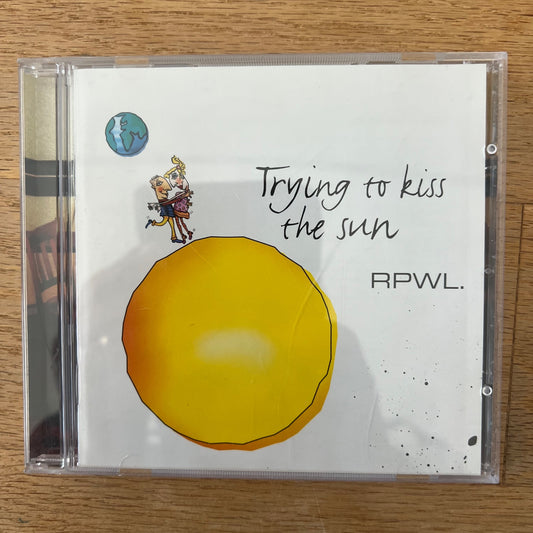 Trying to kiss
the sun
RPWL.